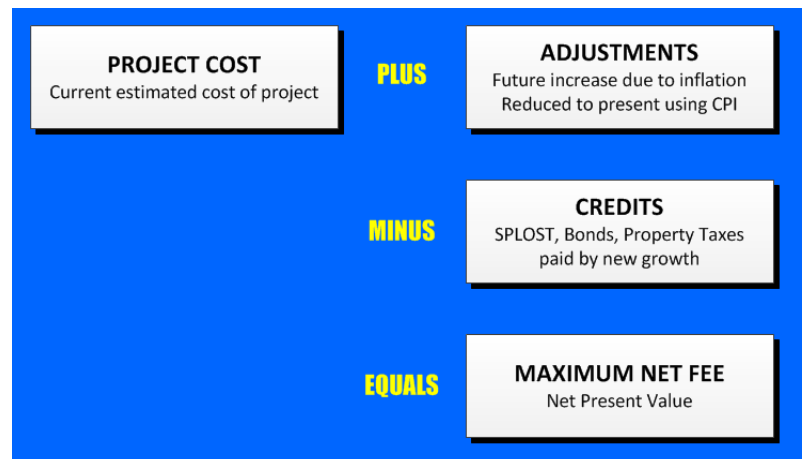 PROJECT COST
Current estimated cost of project
PLUS
ADJUSTMENTS
Future increase due to inflation
Reduced to present using CPI
MINUS
CREDITS
SPLOST, Bonds, Property Taxes
paid by new growth
EQUALS
MAXIMUM NET FEE
Net Present Value